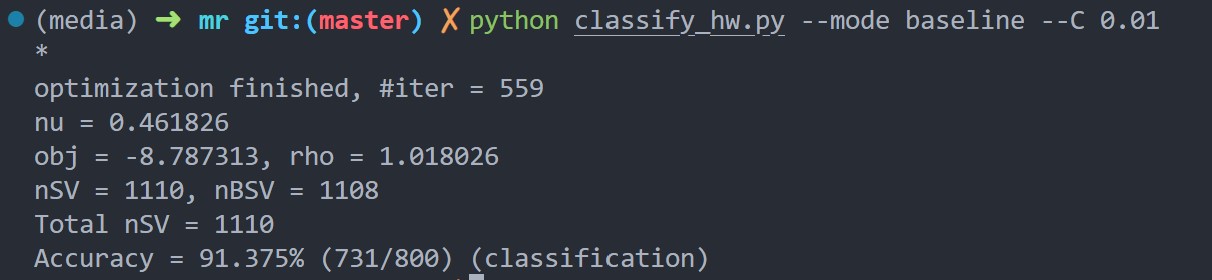 (media) ➜ mr git:(master) ✗ python classify_hw.py --mode baseline --C 0.01
*
optimization finished, #iter = 559
nu = 0.461826
obj = -8.787313, rho = 1.018026
nSV = 1110, nBSV = 1108
Total nSV = 1110
Accuracy = 91.375% (731/800) (classification)